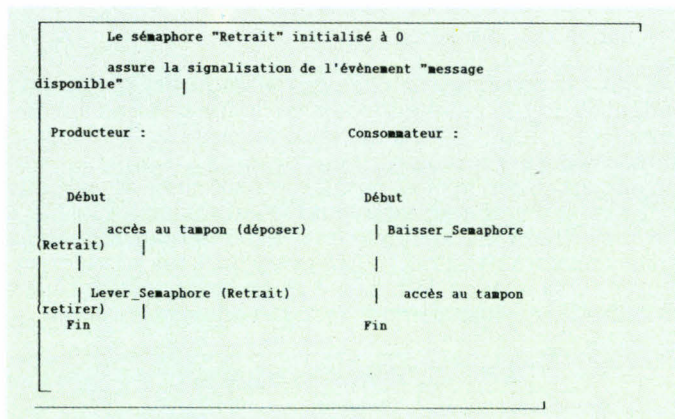 Le sémaphore "Retrait" initialisé à 0
assure la signalisation de l'évènement "message
disponible"
Producteur : Consommateur :
Début Début
accès au tampon (déposer) Baisser_Semaphore
(Retrait)
Lever_Semaphore (Retrait) accès au tampon
(retirer)
Fin Fin